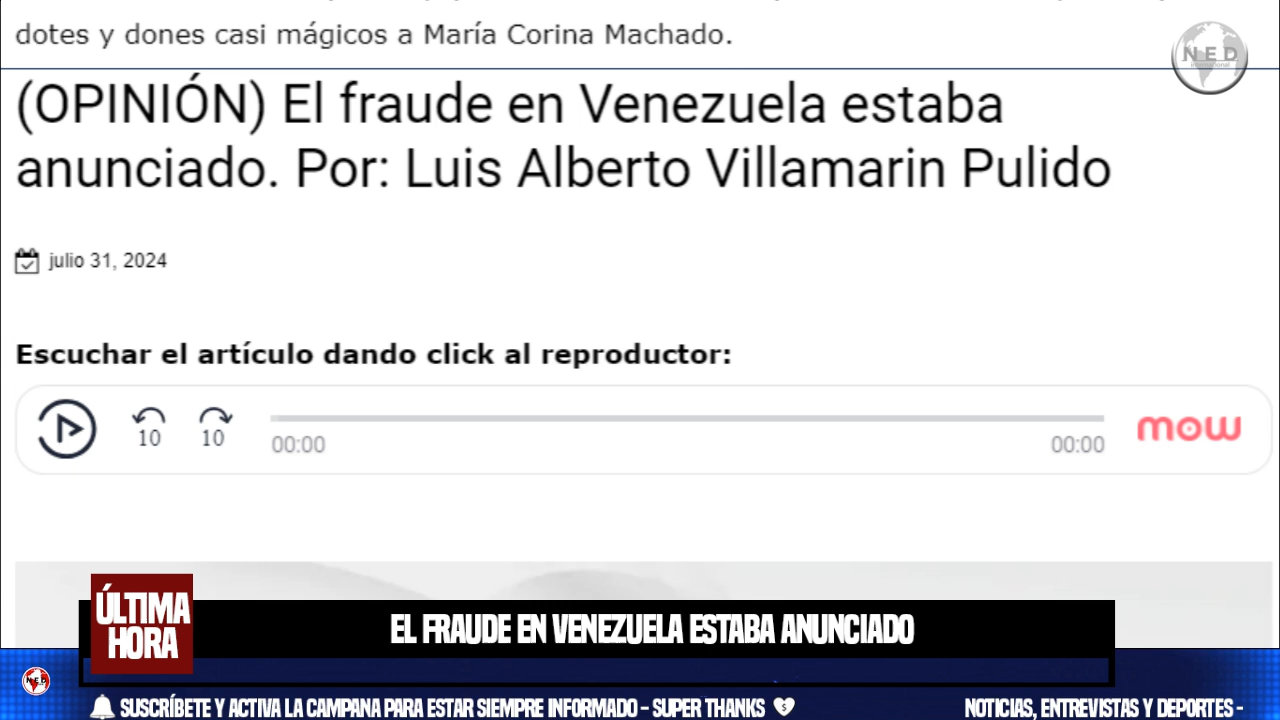 dotes y dones casi mágicos a María Corina Machado.
NED
international
(OPINIÓN) El fraude en Venezuela estaba
anunciado. Por: Luis Alberto Villamarin Pulido
julio 31, 2024
Escuchar el artículo dando click al reproductor:
10 10
00:00 00:00
mow
ÚLTIMA
HORA
EL FRAUDE EN VENEZUELA ESTABA ANUNCIADO
NED
SUSCRÍBETE Y ACTIVA LA CAMPANA PARA ESTAR SIEMPRE INFORMADO - SUPER THANKS
NOTICIAS, ENTREVISTAS Y DEPORTES -